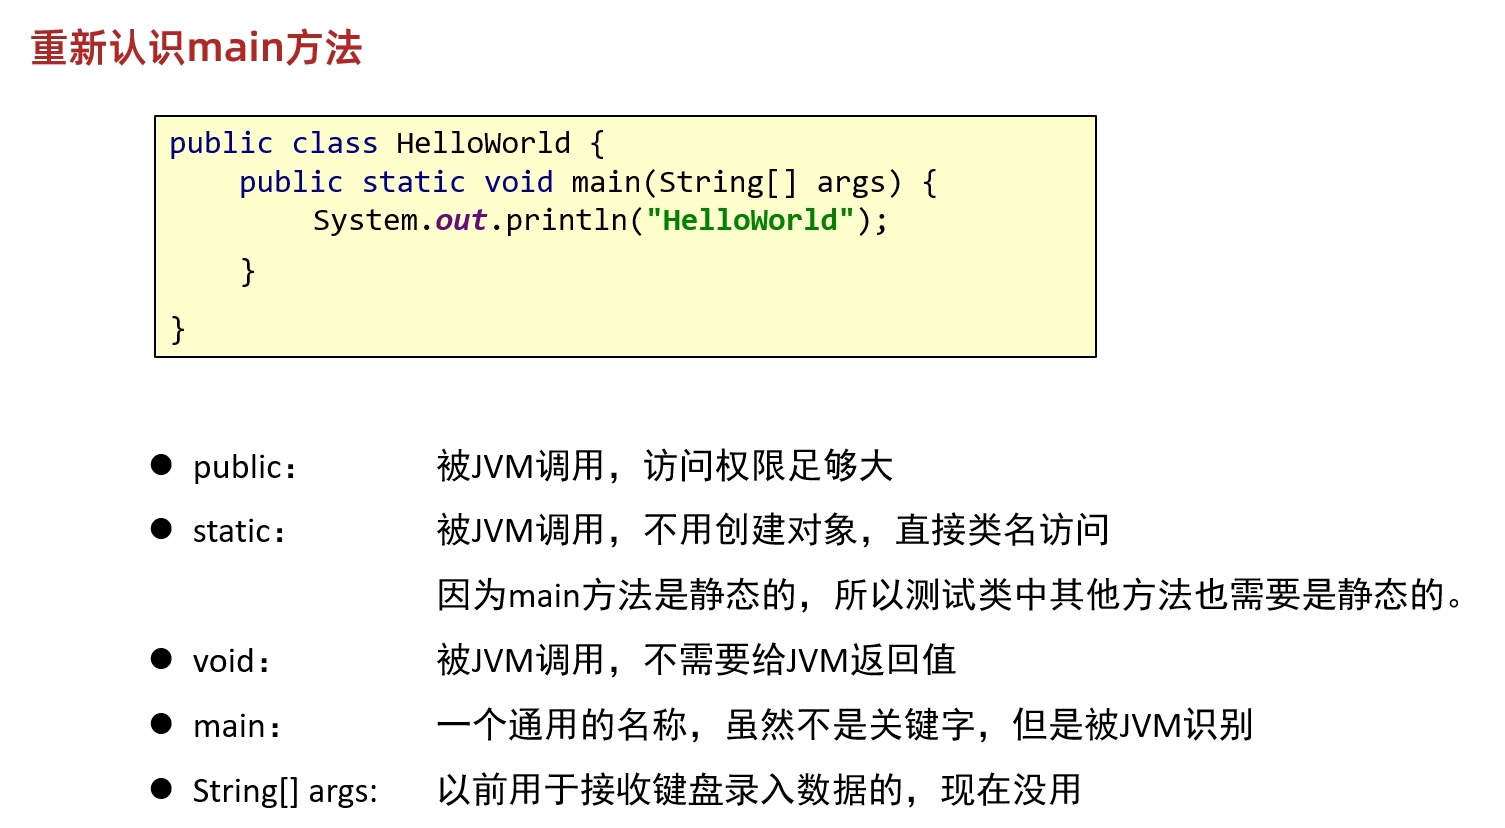 重新认识main方法
public class HelloWorld {
public static void main(String[] args) {
System.out.println("HelloWorld");
}
}
● public： 被JVM调用，访问权限足够大
● static： 被JVM调用，不用创建对象，直接类名访问
因为main方法是静态的，所以测试类中其他方法也需要是静态的。
● void： 被JVM调用，不需要给JVM返回值
● main： 一个通用的名称，虽然不是关键字，但是被JVM识别
● String[] args: 以前用于接收键盘录入数据的，现在没用